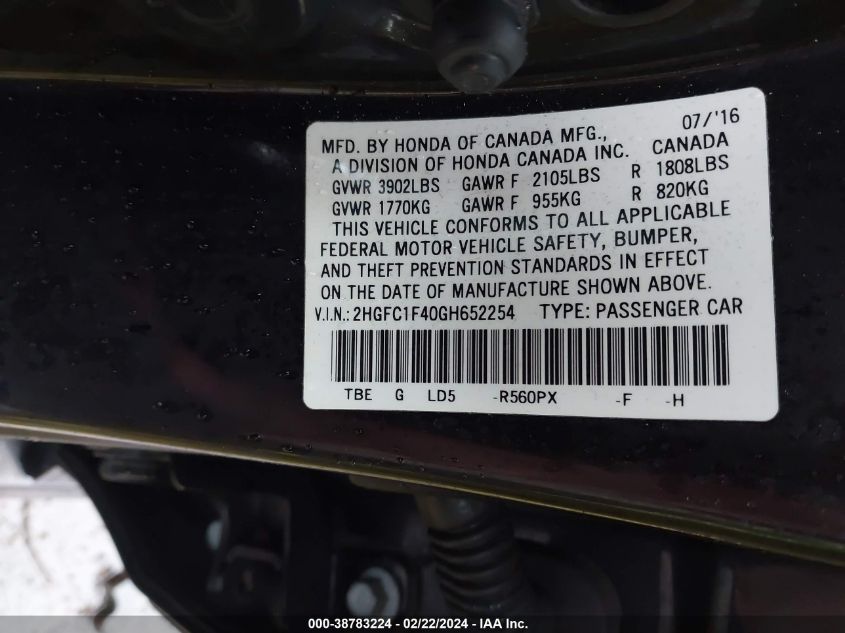 07/'16
MFD. BY HONDA OF CANADA MFG.,
A DIVISION OF HONDA CANADA INC. CANADA
GVWR 3902LBS GAWR F 2105LBS R 1808LBS
GVWR 1770KG GAWR F 955KG R 820KG
THIS VEHICLE CONFORMS TO ALL APPLICABLE
FEDERAL MOTOR VEHICLE SAFETY, BUMPER,
AND THEFT PREVENTION STANDARDS IN EFFECT
ON THE DATE OF MANUFACTURE SHOWN ABOVE.
V.I.N.: 2HGFC1F40GH652254 TYPE: PASSENGER CAR
TBE G LD5 -R560PX -F -H
000-38783224 - 02/22/2024 - IAA Inc.